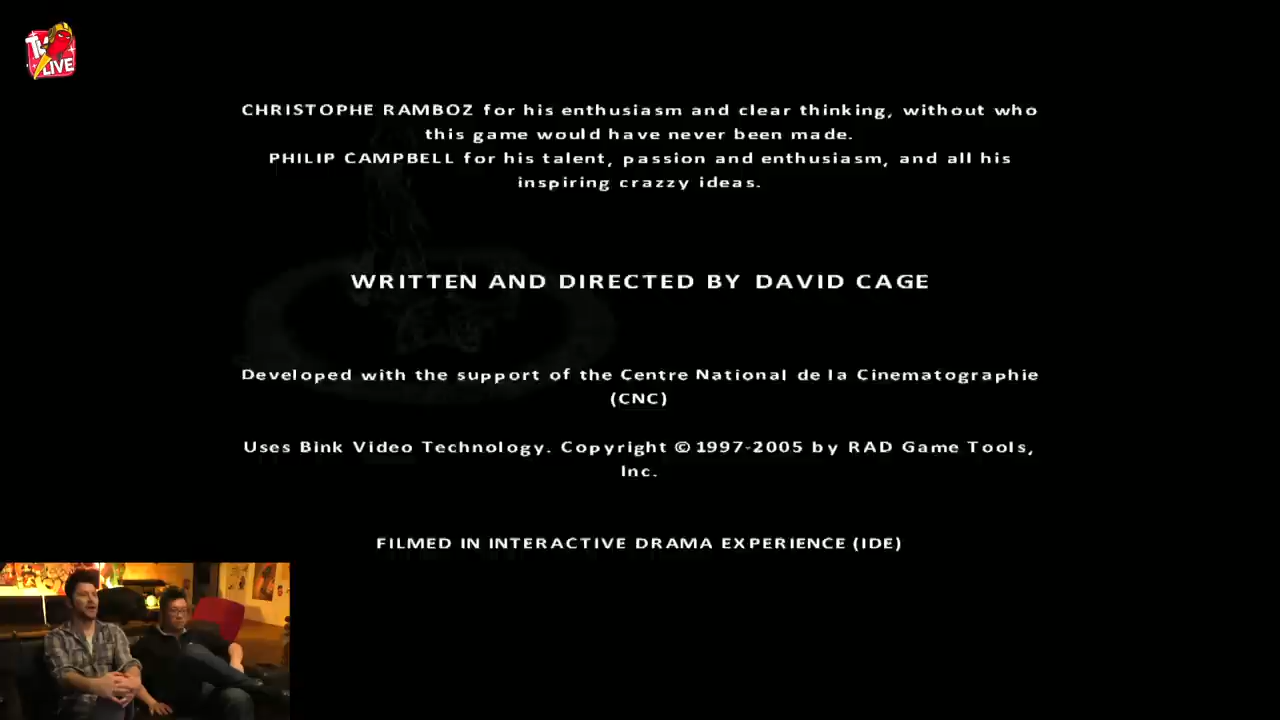 TV
LIVE
CHRISTOPHE RAMBOZ for his enthusiasm and clear thinking, without who
this game would have never been made.
PHILIP CAMPBELL for his talent, passion and enthusiasm, and all his
inspiring crazzy ideas.
WRITTEN AND DIRECTED BY DAVID CAGE
Developed with the support of the Centre National de la Cinematographie
(CNC)
Uses Bink Video Technology. Copyright ©1997-2005 by RAD Game Tools,
Inc.
FILMED IN INTERACTIVE DRAMA EXPERIENCE (IDE)